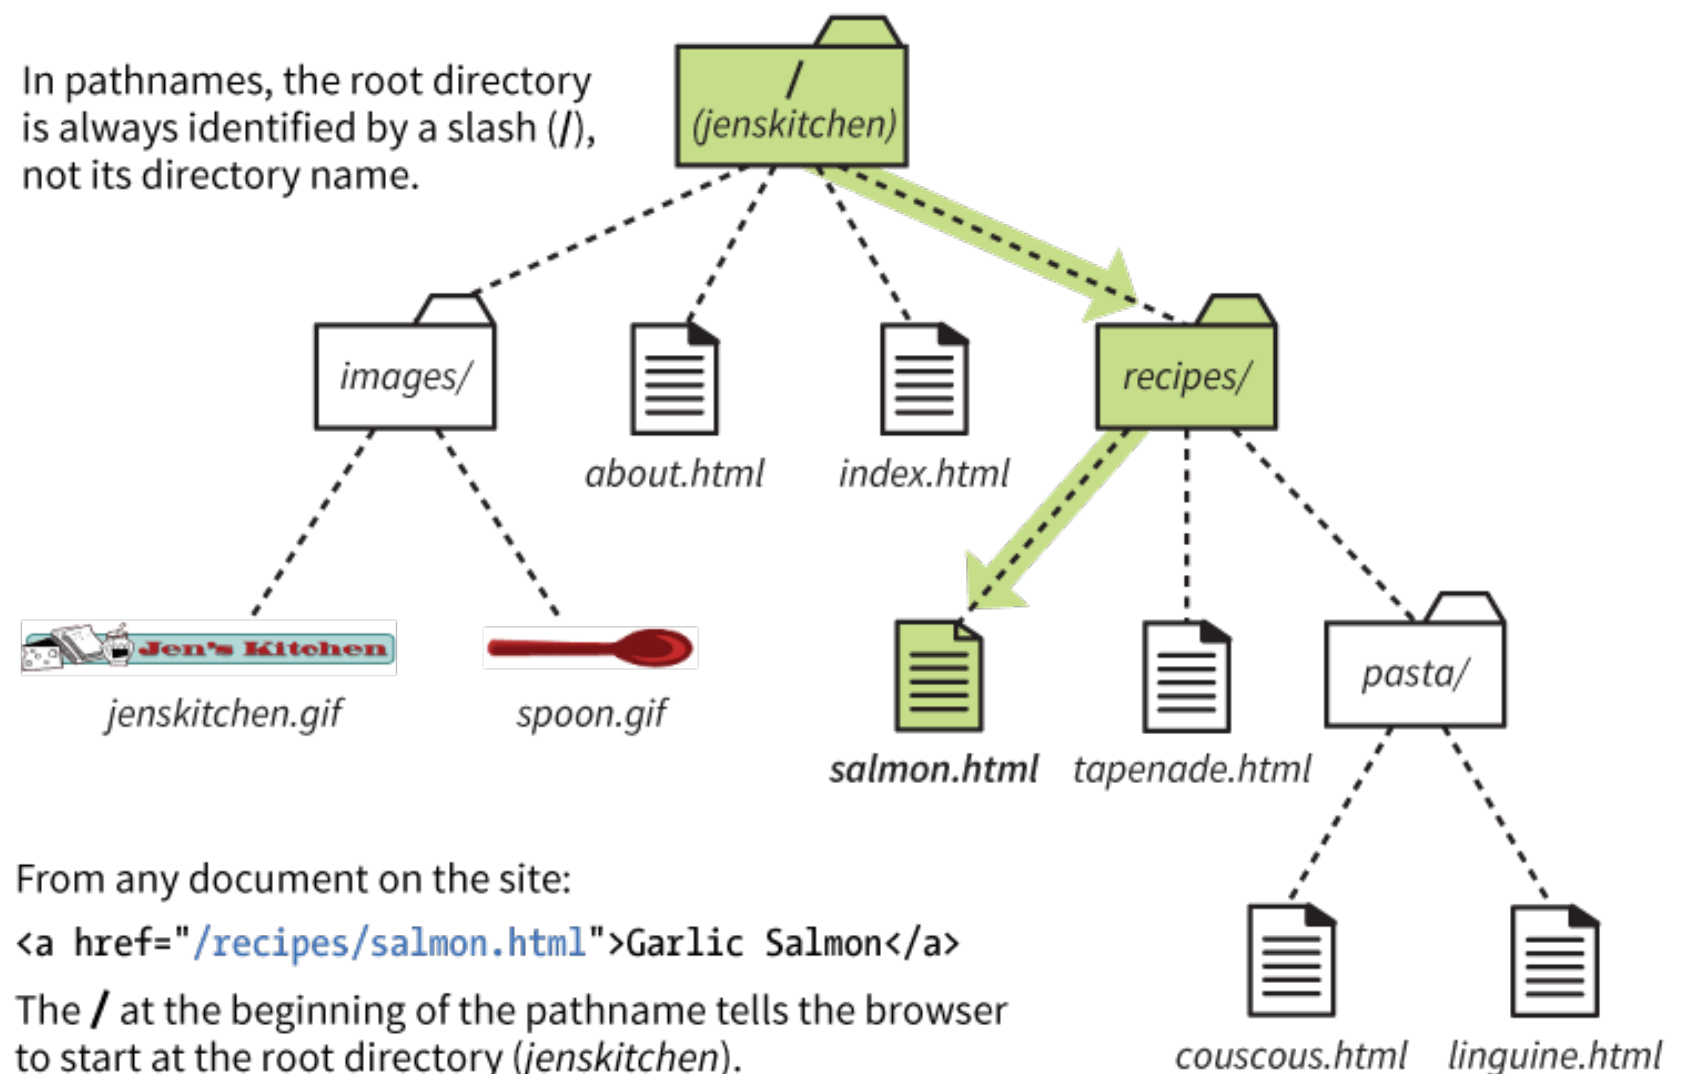 In pathnames, the root directory
is always identified by a slash (/),
not its directory name.
/
(jenskitchen)
images/
about.html
index.html
recipes/
Jen's Kitchen
jenskitchen.gif
spoon.gif
salmon.html
tapenade.html
pasta/
couscous.html
linguine.html
From any document on the site:
<a href="/recipes/salmon.html">Garlic Salmon</a>
The / at the beginning of the pathname tells the browser
to start at the root directory (jenskitchen).